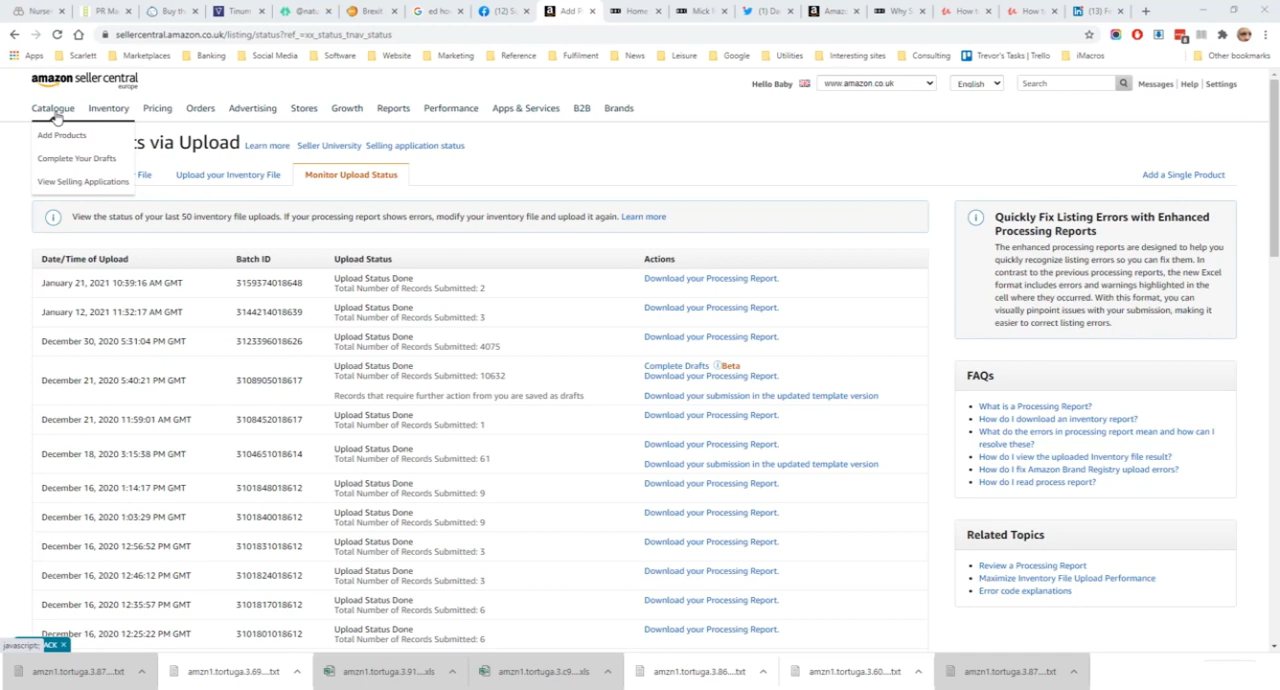 Nurse
PR Ma
Buy th
Tinum
@natu
Brexit
ed ho
(12) S
Add P
Home
Mick
(1) Da
Amaz
Why S
How t
How t
(13) F
sellercentral.amazon.co.uk/listing/status?ref_=xx_status_tnav_status
Apps Scarlett Marketplaces Banking Social Media Software Website Marketing Reference Fulfilment News Leisure Google Utilities Interesting sites Consulting Trevor's Tasks | Trello iMacros Other bookmarks
amazon seller central
europe
Hello Baby www.amazon.co.uk English Search Messages | Help | Settings
Catalogue Inventory Pricing Orders Advertising Stores Growth Reports Performance Apps & Services B2B Brands
Add Products
Complete Your Drafts
View Selling Applications
ts via Upload Learn more Seller University Selling application status
File Upload your Inventory File Monitor Upload Status Add a Single Product
View the status of your last 50 inventory file uploads. If your processing report shows errors, modify your inventory file and upload it again. Learn more
Date/Time of Upload Batch ID Upload Status Actions
January 21, 2021 10:39:16 AM GMT 3159374018648 Upload Status Done Download your Processing Report.
Total Number of Records Submitted: 2
January 12, 2021 11:32:17 AM GMT 3144214018639 Upload Status Done Download your Processing Report.
Total Number of Records Submitted: 3
December 30, 2020 5:31:04 PM GMT 3123396018626 Upload Status Done Download your Processing Report.
Total Number of Records Submitted: 4075
December 21, 2020 5:40:21 PM GMT 3108905018617 Upload Status Done Complete Drafts Beta
Total Number of Records Submitted: 10632 Download your Processing Report.
Records that require further action from you are saved as drafts Download your submission in the updated template version
December 21, 2020 11:59:01 AM GMT 3108452018617 Upload Status Done Download your Processing Report.
Total Number of Records Submitted: 1
December 18, 2020 3:15:38 PM GMT 3104651018614 Upload Status Done Download your Processing Report.
Total Number of Records Submitted: 61 Download your submission in the updated template version
December 16, 2020 1:14:17 PM GMT 3101848018612 Upload Status Done Download your Processing Report.
Total Number of Records Submitted: 9
December 16, 2020 1:03:29 PM GMT 3101840018612 Upload Status Done Download your Processing Report.
Total Number of Records Submitted: 9
December 16, 2020 12:56:52 PM GMT 3101831018612 Upload Status Done Download your Processing Report.
Total Number of Records Submitted: 3
December 16, 2020 12:46:12 PM GMT 3101824018612 Upload Status Done Download your Processing Report.
Total Number of Records Submitted: 3
December 16, 2020 12:35:57 PM GMT 3101817018612 Upload Status Done Download your Processing Report.
Total Number of Records Submitted: 6
December 16, 2020 12:25:22 PM GMT 3101801018612 Upload Status Done Download your Processing Report.
Total Number of Records Submitted: 6
Quickly Fix Listing Errors with Enhanced
Processing Reports
The enhanced processing reports are designed to help you
quickly recognize listing errors so you can fix them. In
contrast to the previous processing reports, the new Excel
format includes errors and warnings highlighted in the
cell where they occurred. With this format, you can
visually pinpoint issues with your submission, making it
easier to correct listing errors.
FAQs
What is a Processing Report?
How do I download an inventory report?
What do the errors in processing report mean and how can I
resolve these?
How do I view the uploaded Inventory file result?
How do I fix Amazon Brand Registry upload errors?
How do I read process report?
Related Topics
Review a Processing Report
Maximize Inventory File Upload Performance
Error code explanations
javascript:; ACK
amzn1.tortuga.3.87....txt amzn1.tortuga.3.69....txt amzn1.tortuga.3.91....xls amzn1.tortuga.3.c9....xls amzn1.tortuga.3.86....txt amzn1.tortuga.3.60....txt amzn1.tortuga.3.87....txt